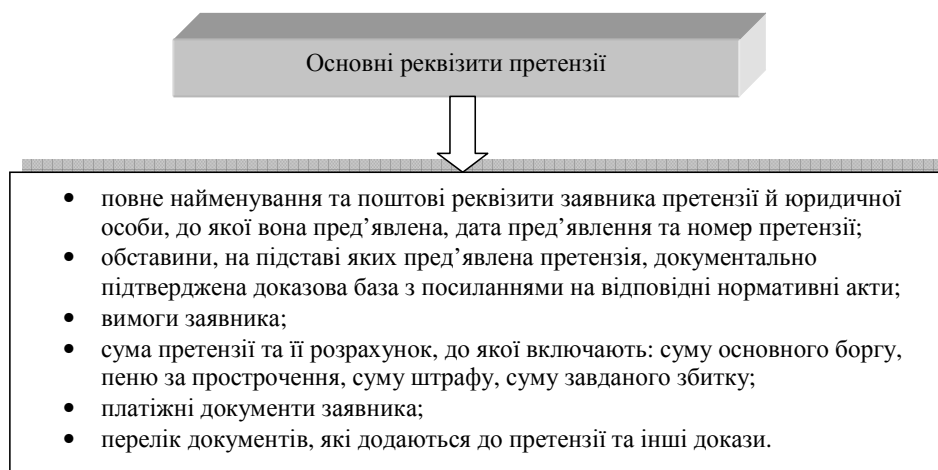 Основні реквізити претензії
• повне найменування та поштові реквізити заявника претензії й юридичної
особи, до якої вона пред’явлена, дата пред’явлення та номер претензії;
• обставини, на підставі яких пред’явлена претензія, документально
підтверджена доказова база з посиланнями на відповідні нормативні акти;
• вимоги заявника;
• сума претензії та її розрахунок, до якої включають: суму основного боргу,
пеню за прострочення, суму штрафу, суму завданого збитку;
• платіжні документи заявника;
• перелік документів, які додаються до претензії та інші докази.